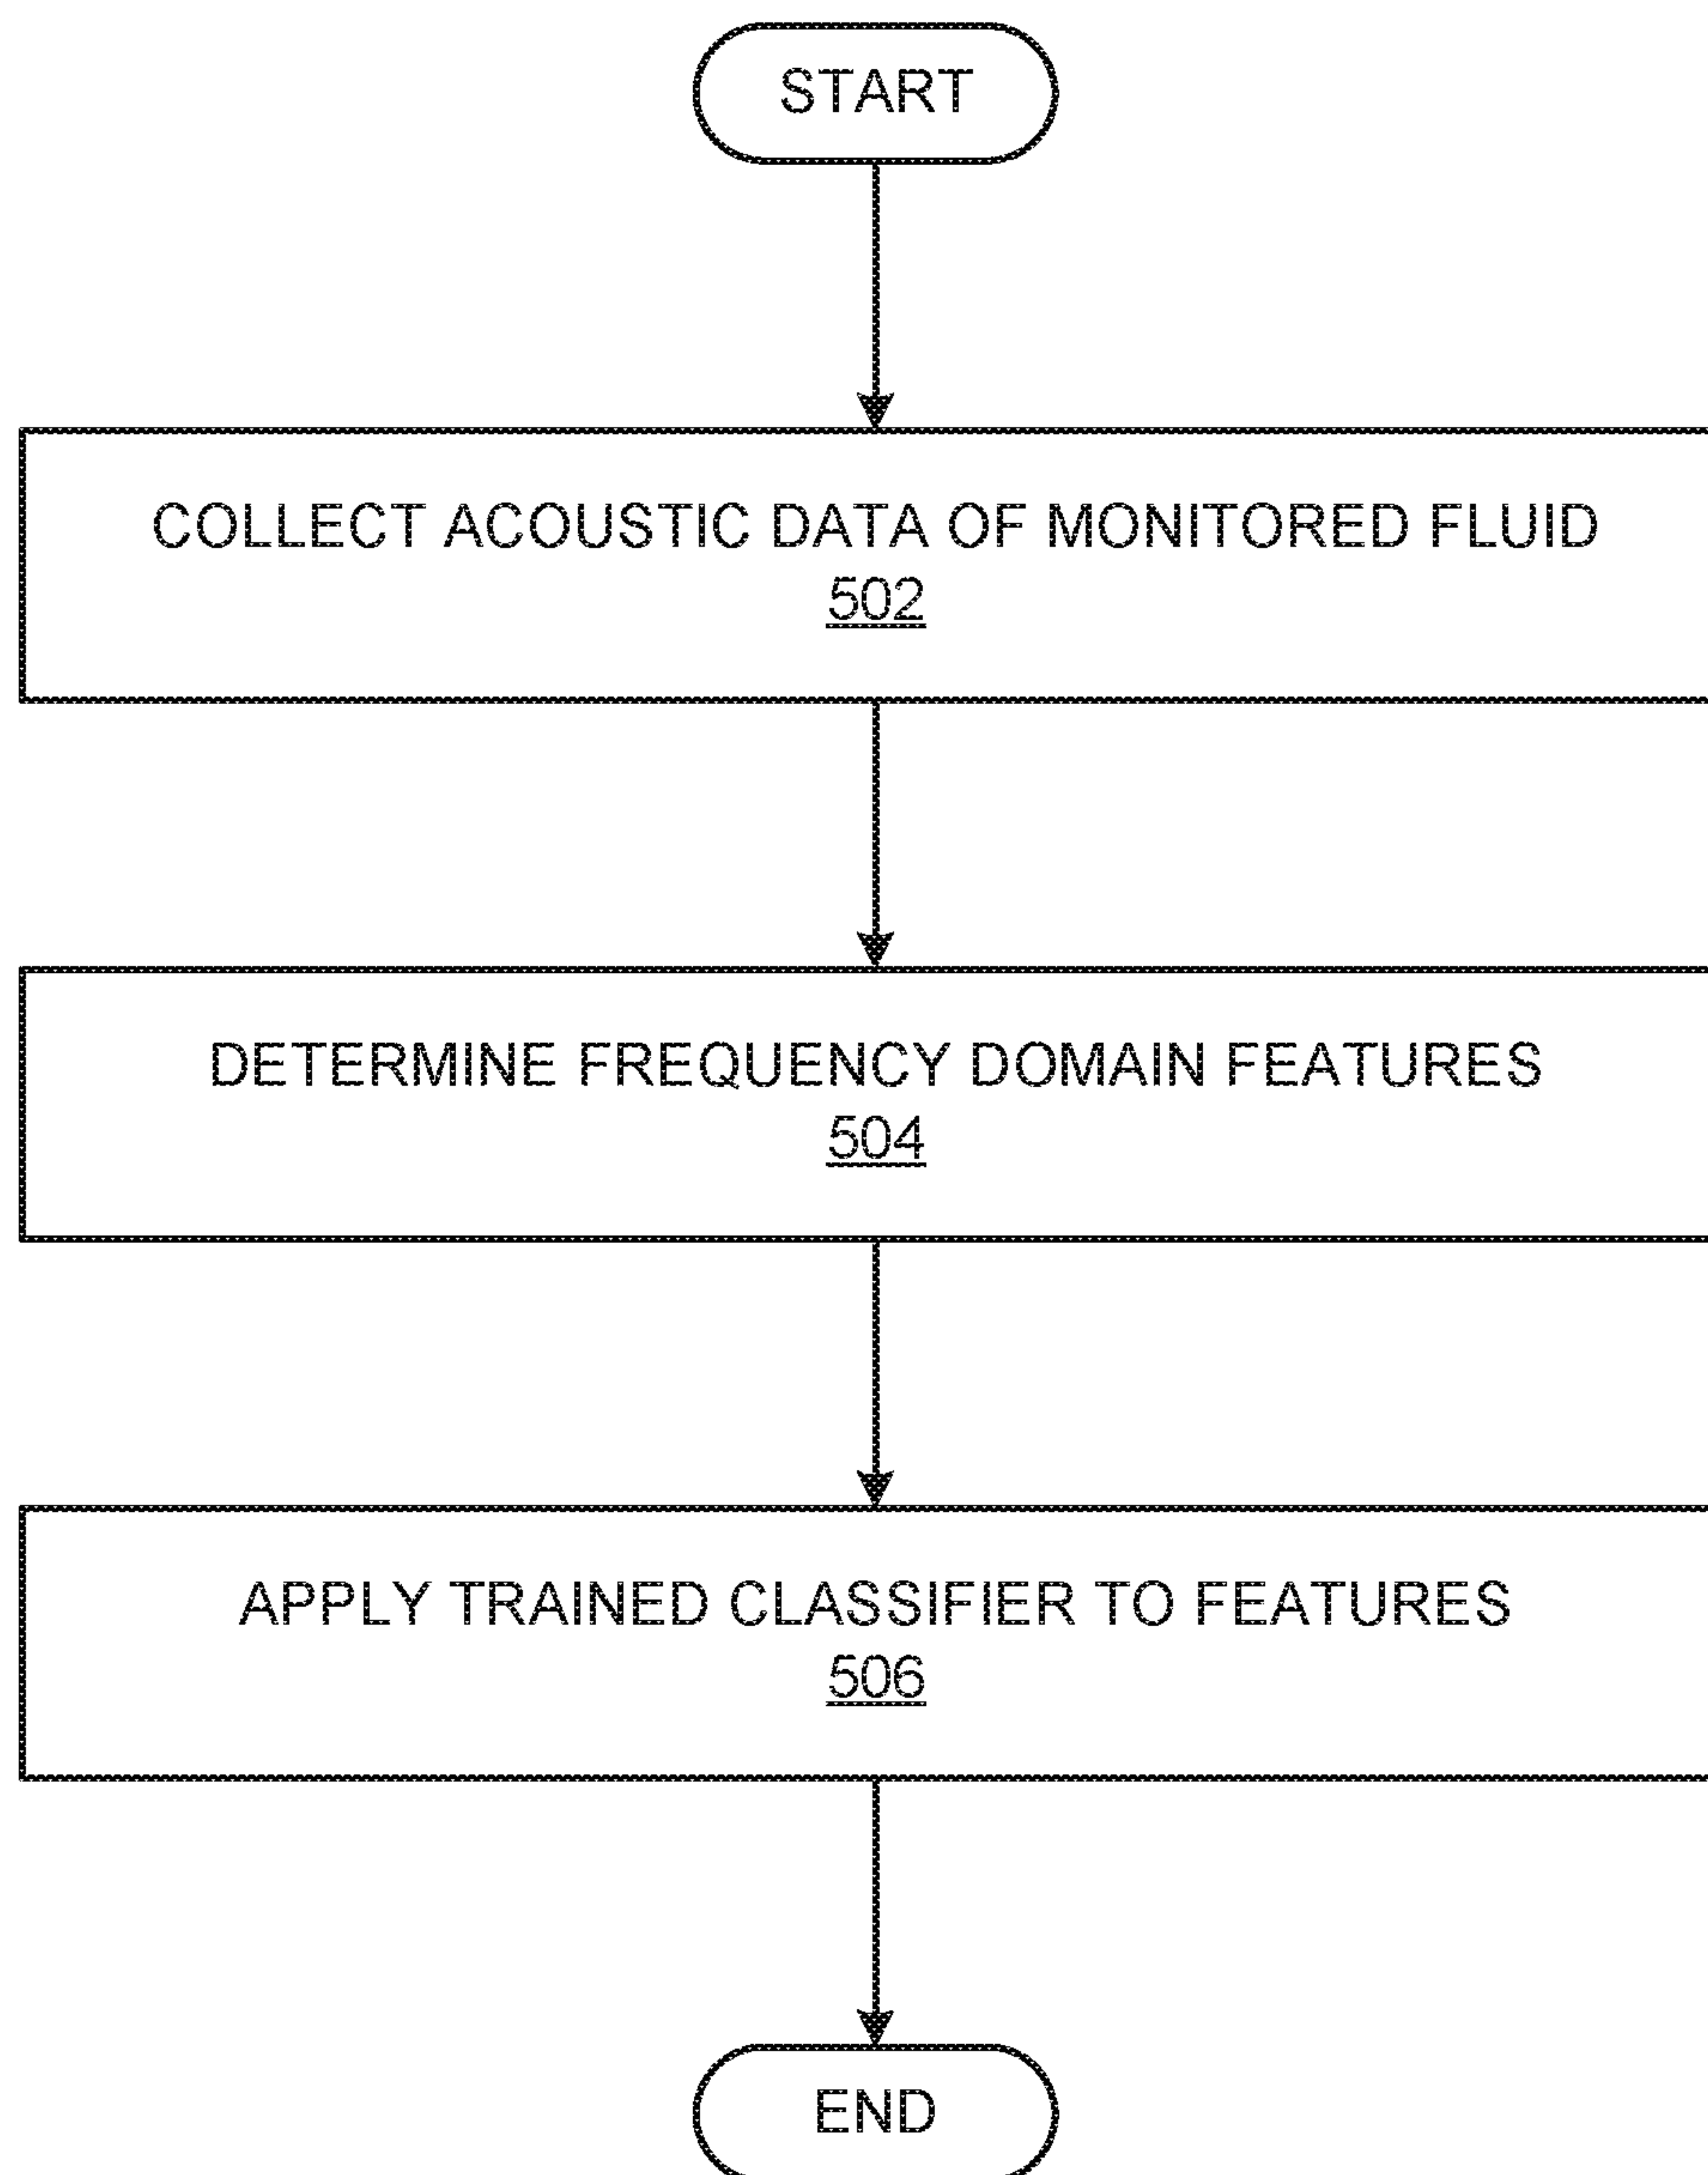 START
COLLECT ACOUSTIC DATA OF MONITORED FLUID
502
DETERMINE FREQUENCY DOMAIN FEATURES
504
APPLY TRAINED CLASSIFIER TO FEATURES
506
END